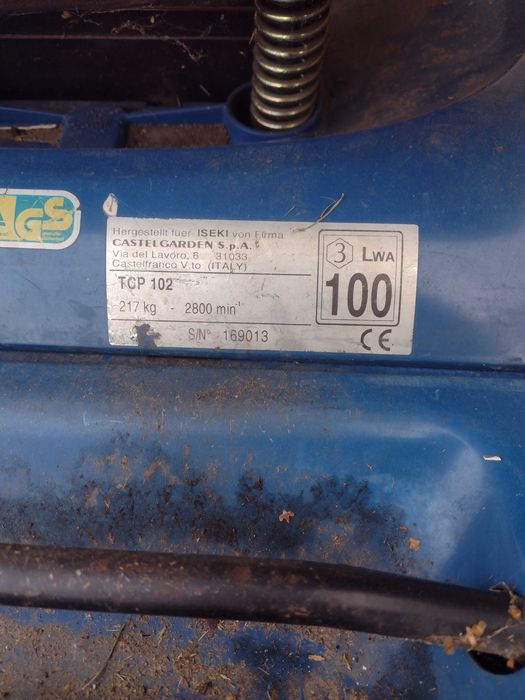 AGS
Hergestellt fuer ISEKI von Firma
CASTELGARDEN S.p.A.
Via del Lavoro, 6 31033
Castelfranco V.to (ITALY)
TCP 102
217 kg - 2800 min⁻¹
S/N° 169013
3 LWA
100
CE